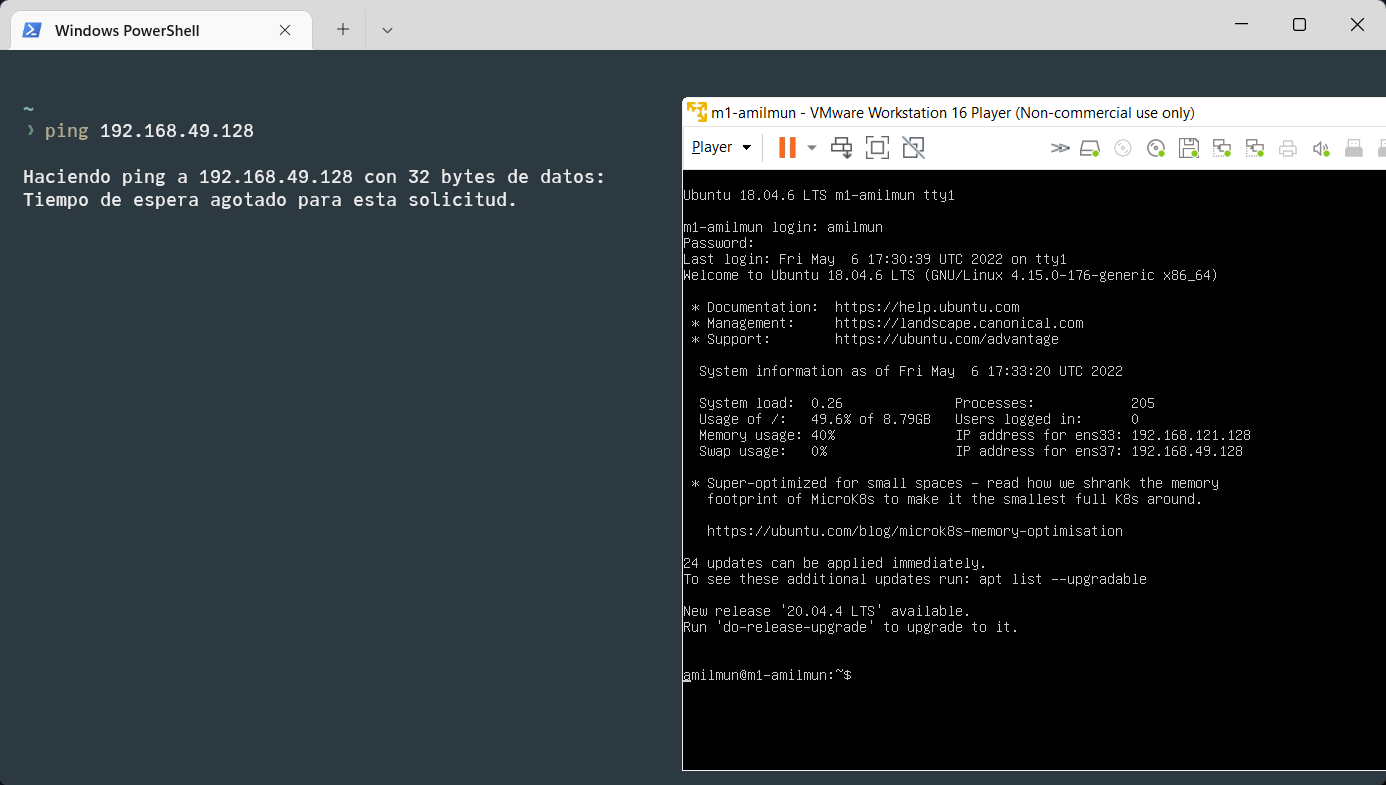 Windows PowerShell
~
❯ ping 192.168.49.128
Haciendo ping a 192.168.49.128 con 32 bytes de datos:
Tiempo de espera agotado para esta solicitud.
m1-amilmun - VMware Workstation 16 Player (Non-commercial use only)
Player
Ubuntu 18.04.6 LTS m1-amilmun tty1
m1-amilmun login: amilmun
Password:
Last login: Fri May  6 17:30:39 UTC 2022 on tty1
Welcome to Ubuntu 18.04.6 LTS (GNU/Linux 4.15.0-176-generic x86_64)
* Documentation:  https://help.ubuntu.com
* Management:     https://landscape.canonical.com
* Support:        https://ubuntu.com/advantage
System information as of Fri May  6 17:33:20 UTC 2022
System load:  0.26              Processes:            205
Usage of /:   49.6% of 8.79GB   Users logged in:      0
Memory usage: 40%               IP address for ens33: 192.168.121.128
Swap usage:   0%                IP address for ens37: 192.168.49.128
* Super-optimized for small spaces - read how we shrank the memory
footprint of MicroK8s to make it the smallest full K8s around.
https://ubuntu.com/blog/microk8s-memory-optimisation
24 updates can be applied immediately.
To see these additional updates run: apt list --upgradable
New release '20.04.4 LTS' available.
Run 'do-release-upgrade' to upgrade to it.
amilmun@m1-amilmun:~$